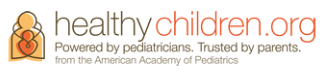 healthychildren.org
Powered by pediatricians. Trusted by parents.
from the American Academy of Pediatrics